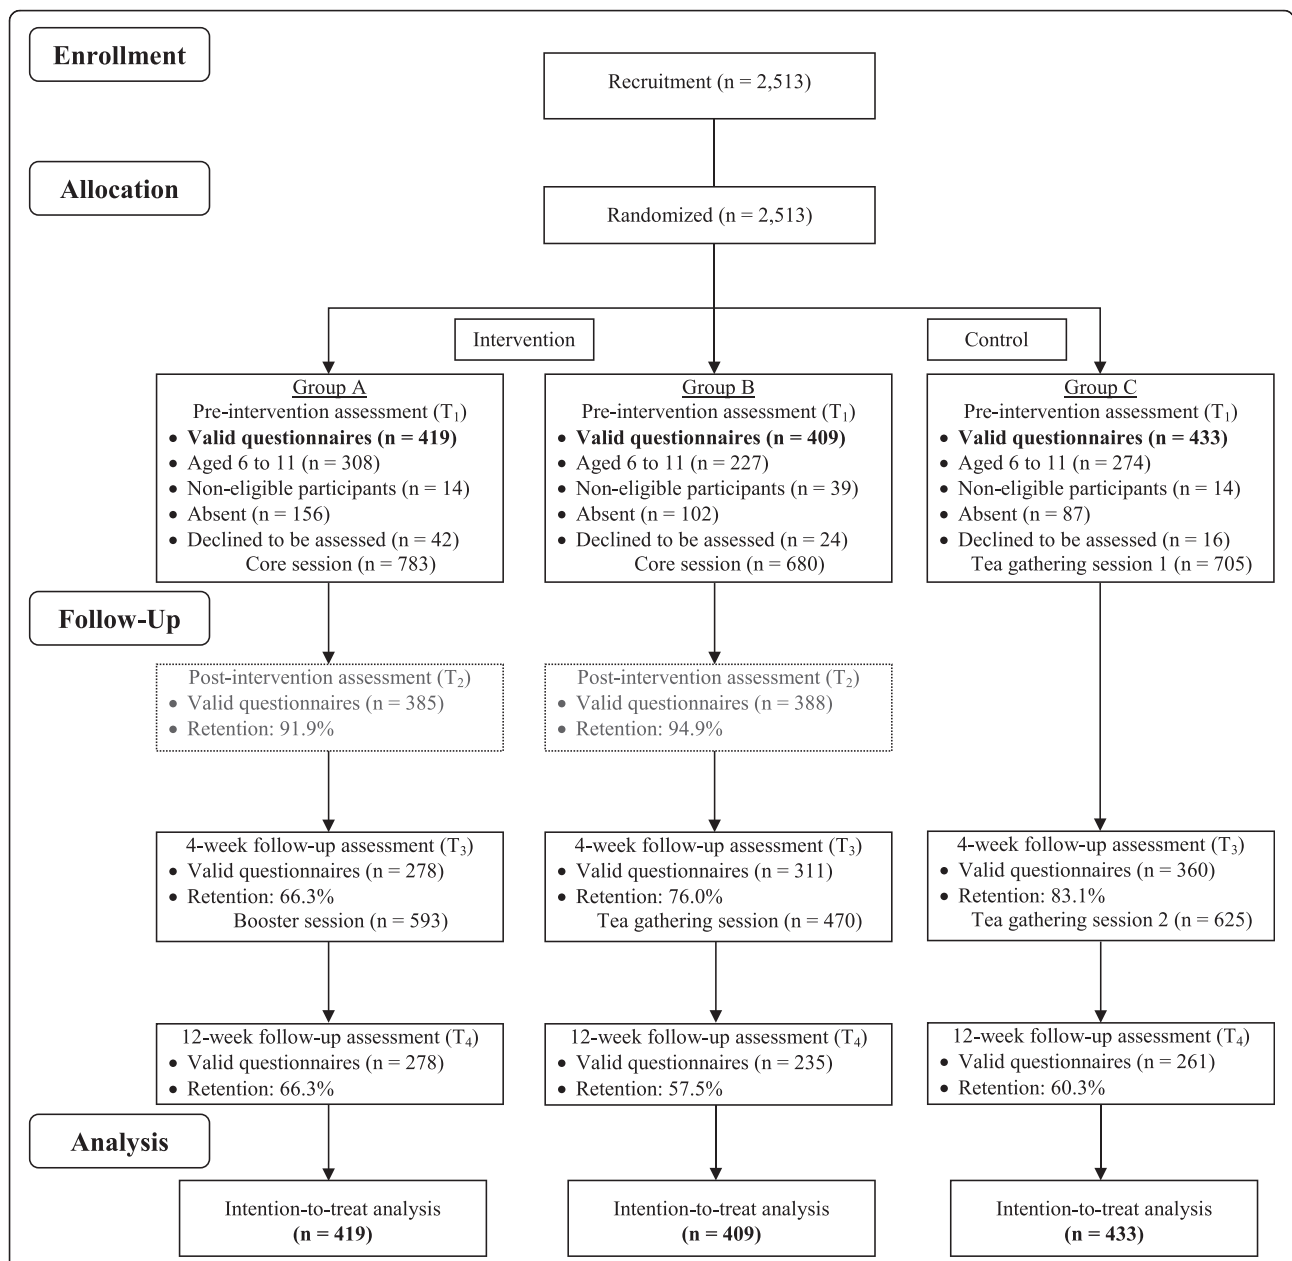 Enrollment
Recruitment (n = 2,513)
Allocation
Randomized (n = 2,513)
Intervention
Control
Group A
Pre-intervention assessment (T1)
• Valid questionnaires (n = 419)
• Aged 6 to 11 (n = 308)
• Non-eligible participants (n = 14)
• Absent (n = 156)
• Declined to be assessed (n = 42)
Core session (n = 783)
Group B
Pre-intervention assessment (T1)
• Valid questionnaires (n = 409)
• Aged 6 to 11 (n = 227)
• Non-eligible participants (n = 39)
• Absent (n = 102)
• Declined to be assessed (n = 24)
Core session (n = 680)
Group C
Pre-intervention assessment (T1)
• Valid questionnaires (n = 433)
• Aged 6 to 11 (n = 274)
• Non-eligible participants (n = 14)
• Absent (n = 87)
• Declined to be assessed (n = 16)
Tea gathering session 1 (n = 705)
Follow-Up
Post-intervention assessment (T2)
• Valid questionnaires (n = 385)
• Retention: 91.9%
Post-intervention assessment (T2)
• Valid questionnaires (n = 388)
• Retention: 94.9%
4-week follow-up assessment (T3)
• Valid questionnaires (n = 278)
• Retention: 66.3%
Booster session (n = 593)
4-week follow-up assessment (T3)
• Valid questionnaires (n = 311)
• Retention: 76.0%
Tea gathering session (n = 470)
4-week follow-up assessment (T3)
• Valid questionnaires (n = 360)
• Retention: 83.1%
Tea gathering session 2 (n = 625)
12-week follow-up assessment (T4)
• Valid questionnaires (n = 278)
• Retention: 66.3%
12-week follow-up assessment (T4)
• Valid questionnaires (n = 235)
• Retention: 57.5%
12-week follow-up assessment (T4)
• Valid questionnaires (n = 261)
• Retention: 60.3%
Analysis
Intention-to-treat analysis
(n = 419)
Intention-to-treat analysis
(n = 409)
Intention-to-treat analysis
(n = 433)